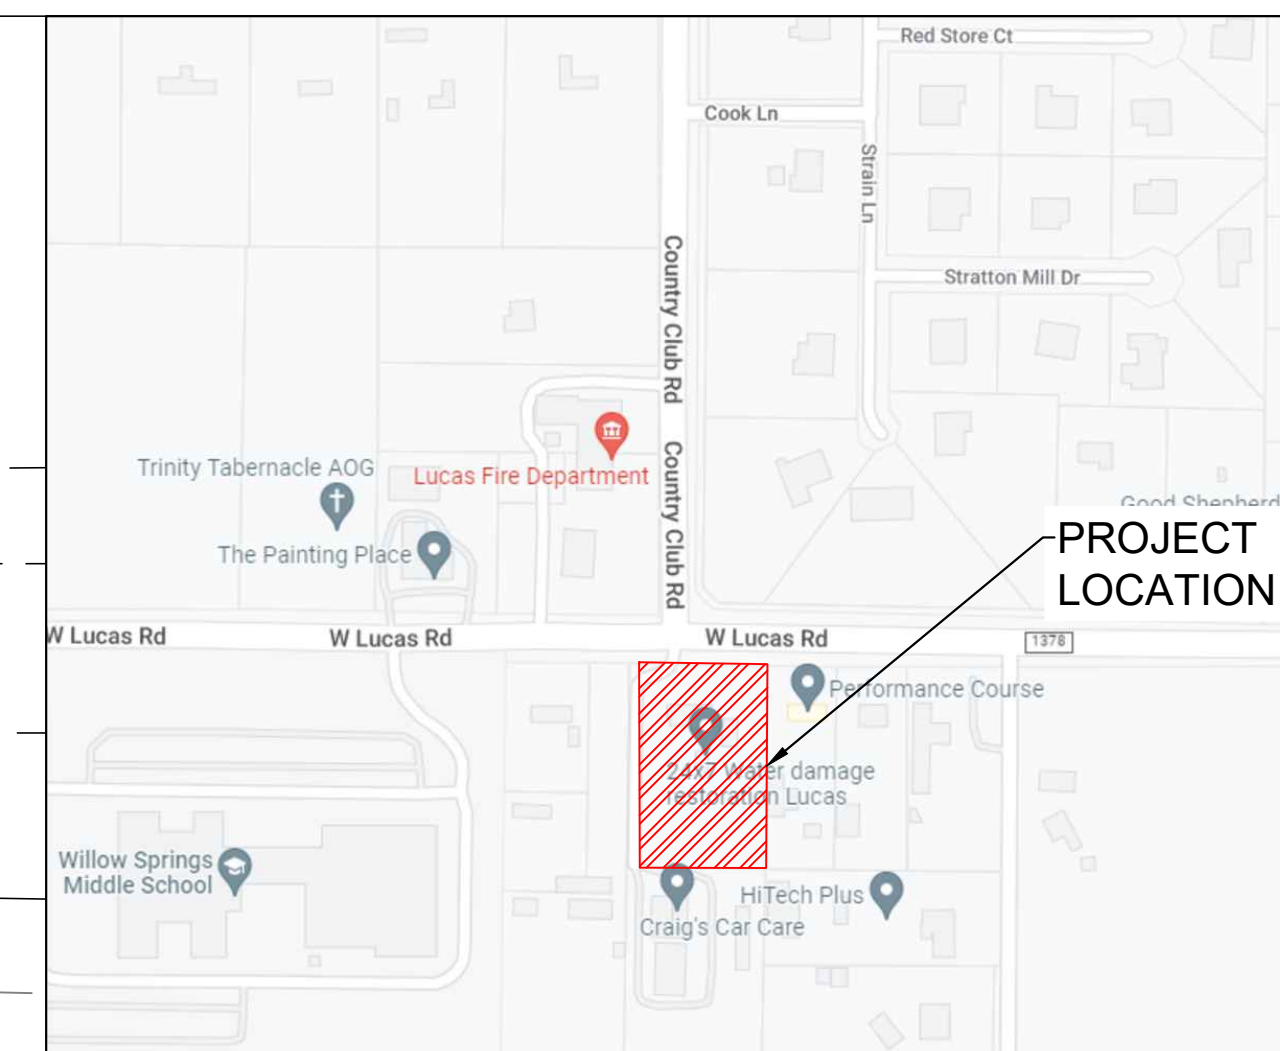 Red Store Ct
Cook Ln
Strain Ln
Country Club Rd
Stratton Mill Dr
Trinity Tabernacle AOG
Lucas Fire Department
Country Club Rd
Good Shepherd
The Painting Place
PROJECT
LOCATION
W Lucas Rd
W Lucas Rd
W Lucas Rd
1378
Performance Course
24x7 Water damage
restoration Lucas
Willow Springs
Middle School
HiTech Plus
Craig's Car Care